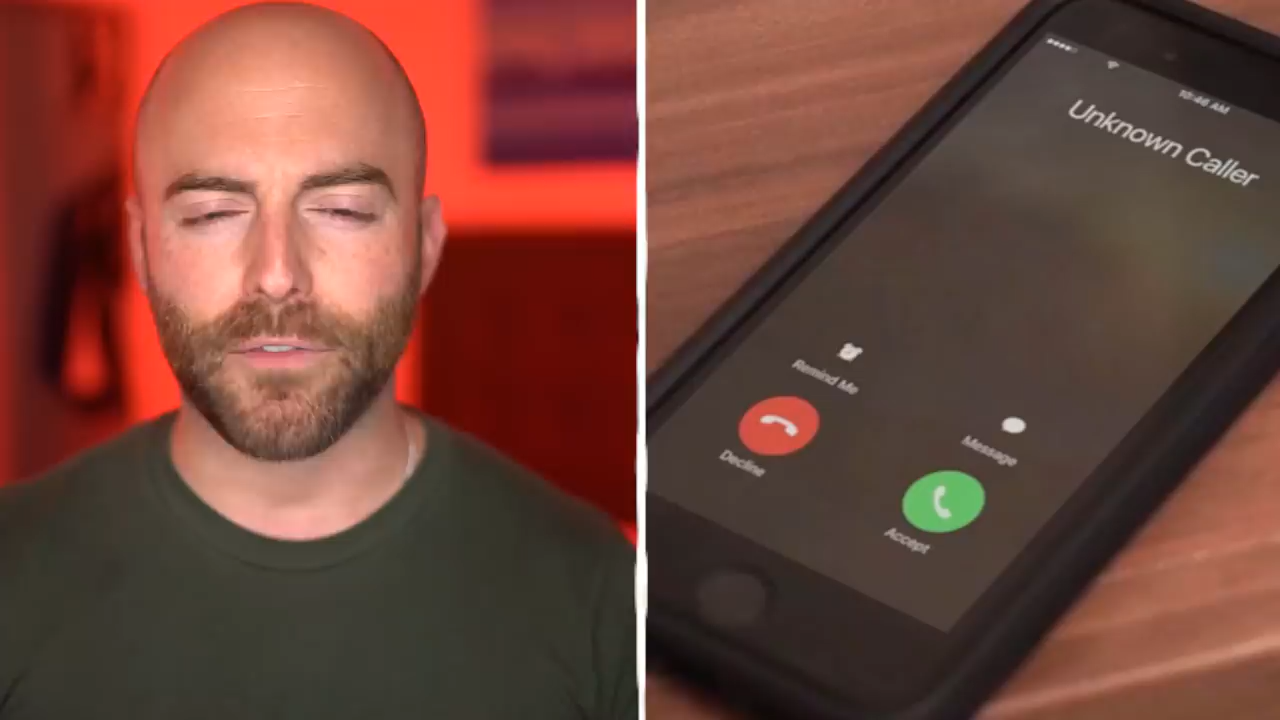 10:46 AM
Unknown Caller
Remind Me
Message
Decline
Accept